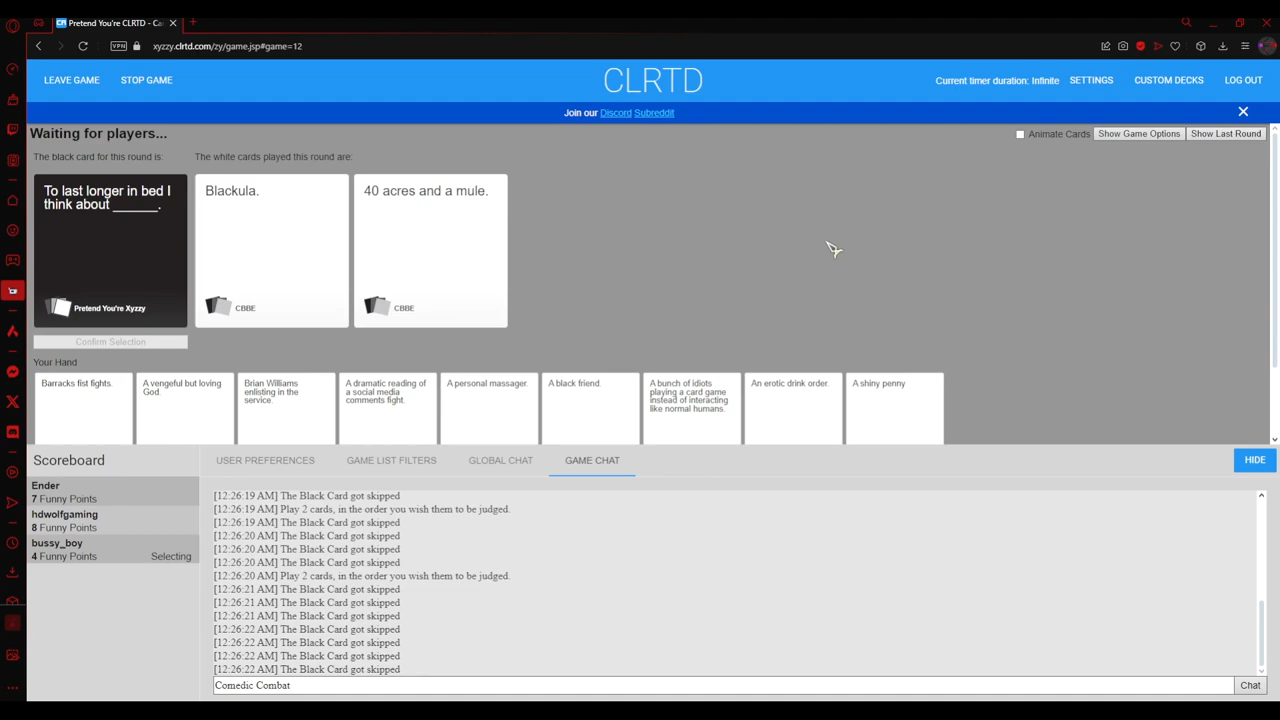 Pretend You're CLRTD - Ca
VPN
xyzzy.clrtd.com/zy/game.jsp#game=12
LEAVE GAME
STOP GAME
CLRTD
Current timer duration: Infinite
SETTINGS
CUSTOM DECKS
LOG OUT
Join our Discord Subreddit
Waiting for players...
Animate Cards
Show Game Options
Show Last Round
The black card for this round is:
The white cards played this round are:
To last longer in bed I
think about ______.
Pretend You're Xyzzy
Blackula.
CBBE
40 acres and a mule.
CBBE
Confirm Selection
Your Hand
Barracks fist fights.
A vengeful but loving
God.
Brian Williams
enlisting in the
service.
A dramatic reading of
a social media
comments fight.
A personal massager.
A black friend.
A bunch of idiots
playing a card game
instead of interacting
like normal humans.
An erotic drink order.
A shiny penny
Scoreboard
Ender
7 Funny Points
hdwolfgaming
8 Funny Points
bussy_boy
4 Funny Points
Selecting
USER PREFERENCES
GAME LIST FILTERS
GLOBAL CHAT
GAME CHAT
HIDE
[12:26:19 AM] The Black Card got skipped
[12:26:19 AM] Play 2 cards, in the order you wish them to be judged.
[12:26:19 AM] The Black Card got skipped
[12:26:20 AM] The Black Card got skipped
[12:26:20 AM] The Black Card got skipped
[12:26:20 AM] The Black Card got skipped
[12:26:20 AM] Play 2 cards, in the order you wish them to be judged.
[12:26:21 AM] The Black Card got skipped
[12:26:21 AM] The Black Card got skipped
[12:26:21 AM] The Black Card got skipped
[12:26:22 AM] The Black Card got skipped
[12:26:22 AM] The Black Card got skipped
[12:26:22 AM] The Black Card got skipped
[12:26:22 AM] The Black Card got skipped
Comedic Combat
Chat